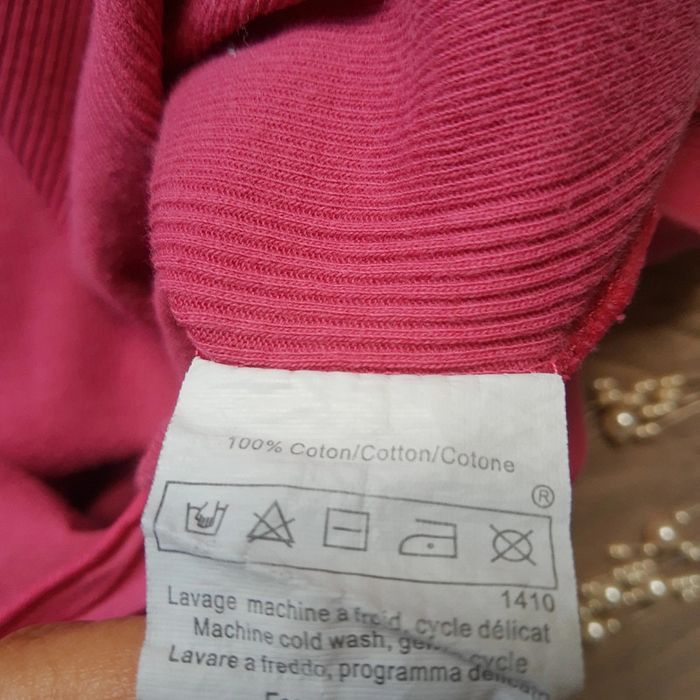 100% Coton/Cotton/Cotone
®
1410
Lavage machine à froid, cycle délicat
Machine cold wash, cycle
Lavare a freddo, programma